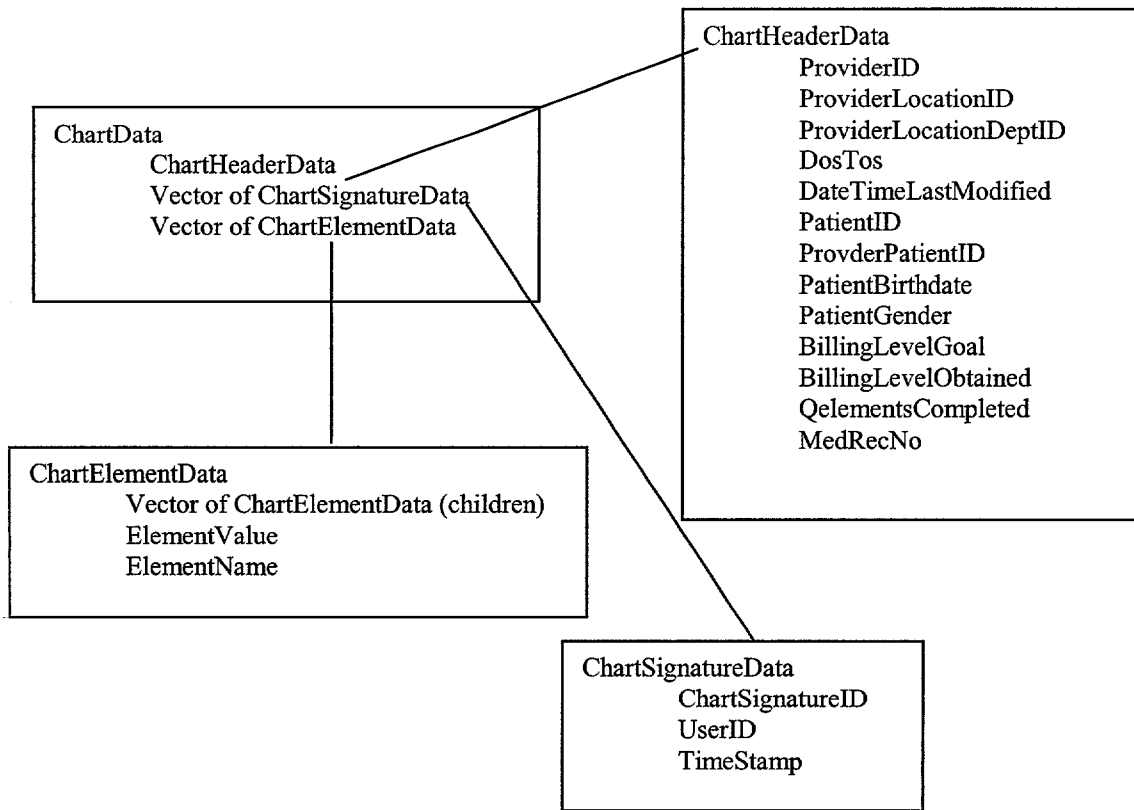 ChartHeaderData
ProviderID
ProviderLocationID
ProviderLocationDeptID
DosTos
DateTimeLastModified
PatientID
ProvderPatientID
PatientBirthdate
PatientGender
BillingLevelGoal
BillingLevelObtained
QelementsCompleted
MedRecNo
ChartData
ChartHeaderData
Vector of ChartSignatureData
Vector of ChartElementData
ChartElementData
Vector of ChartElementData (children)
ElementValue
ElementName
ChartSignatureData
ChartSignatureID
UserID
TimeStamp